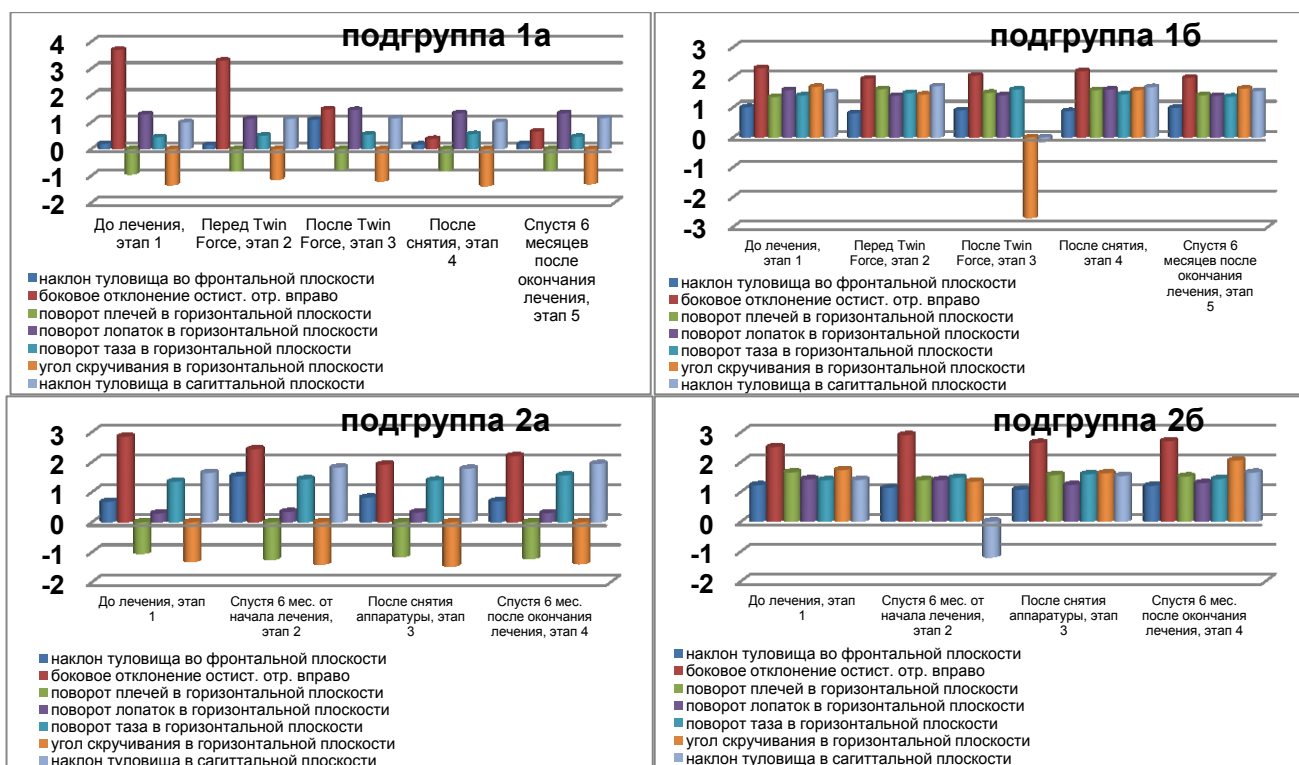 подгруппа 1а
4
3
2
1
0
-1
-2
До лечения,
этап 1
Перед Twin
Force, этап 2
После Twin
Force, этап 3
После
снятия, этап
4
Спустя 6
месяцев
после
окончания
лечения,
этап 5
наклон туловища во фронтальной плоскости
боковое отклонение остист. отр. вправо
поворот плечей в горизонтальной плоскости
поворот лопаток в горизонтальной плоскости
поворот таза в горизонтальной плоскости
угол скручивания в горизонтальной плоскости
наклон туловища в сагиттальной плоскости
подгруппа 1б
3
2
1
0
-1
-2
-3
До лечения,
этап 1
Перед Twin
Force, этап 2
После Twin
Force, этап 3
После снятия,
этап 4
Спустя 6
месяцев после
окончания
лечения, этап
5
наклон туловища во фронтальной плоскости
боковое отклонение остист. отр. вправо
поворот плечей в горизонтальной плоскости
поворот лопаток в горизонтальной плоскости
поворот таза в горизонтальной плоскости
угол скручивания в горизонтальной плоскости
наклон туловища в сагиттальной плоскости
подгруппа 2а
3
2
1
0
-1
-2
До лечения, этап
1
Спустя 6 мес. от
начала лечения,
этап 2
После снятия
аппаратуры, этап
3
Спустя 6 мес.
после окончания
лечения, этап 4
наклон туловища во фронтальной плоскости
боковое отклонение остист. отр. вправо
поворот плечей в горизонтальной плоскости
поворот лопаток в горизонтальной плоскости
поворот таза в горизонтальной плоскости
угол скручивания в горизонтальной плоскости
наклон туловища в сагиттальной плоскости
подгруппа 2б
3
2
1
0
-1
-2
До лечения, этап
1
Спустя 6 мес. от
начала лечения,
этап 2
После снятия
аппаратуры, этап
3
Спустя 6 мес.
после окончания
лечения, этап 4
наклон туловища во фронтальной плоскости
боковое отклонение остист. отр. вправо
поворот плечей в горизонтальной плоскости
поворот лопаток в горизонтальной плоскости
поворот таза в горизонтальной плоскости
угол скручивания в горизонтальной плоскости
наклон туловища в сагиттальной плоскости